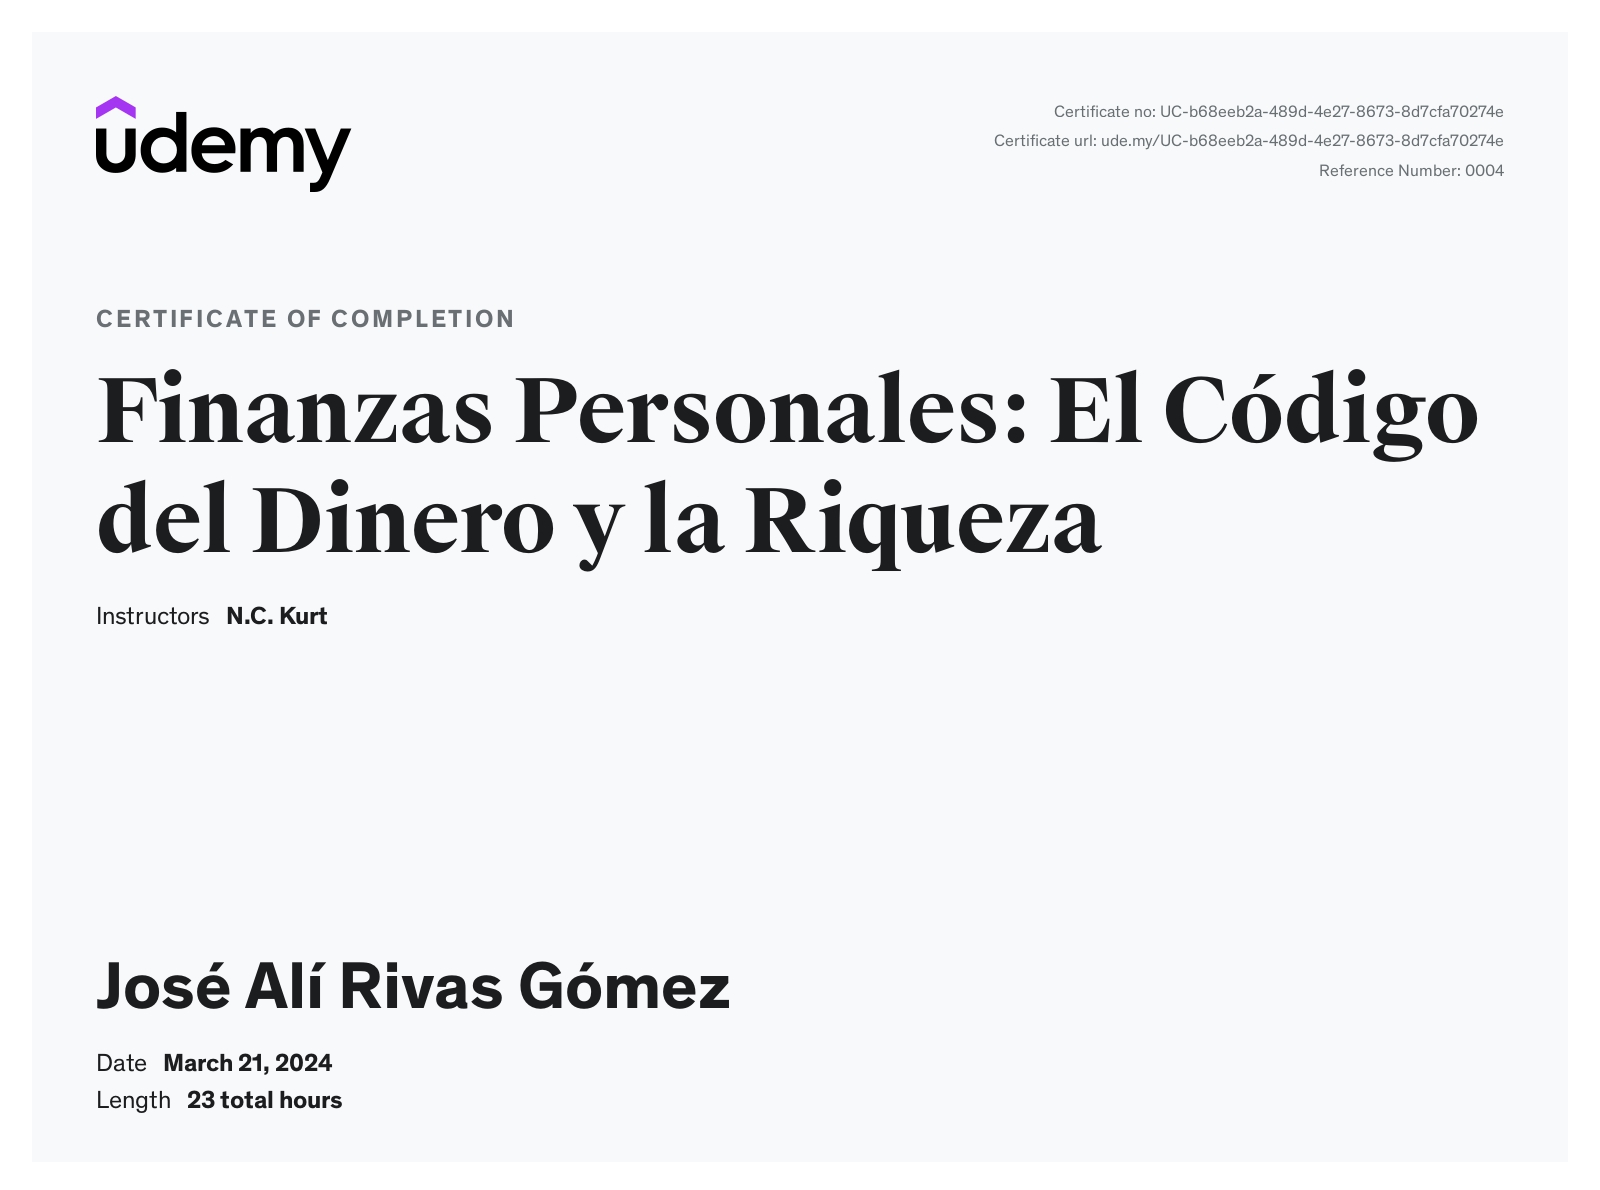 udemy
Certificate no: UC-b68eeb2a-489d-4e27-8673-8d7cfa70274e
Certificate url: ude.my/UC-b68eeb2a-489d-4e27-8673-8d7cfa70274e
Reference Number: 0004
CERTIFICATE OF COMPLETION
Finanzas Personales: El Código
del Dinero y la Riqueza
Instructors N.C. Kurt
José Alí Rivas Gómez
Date March 21, 2024
Length 23 total hours